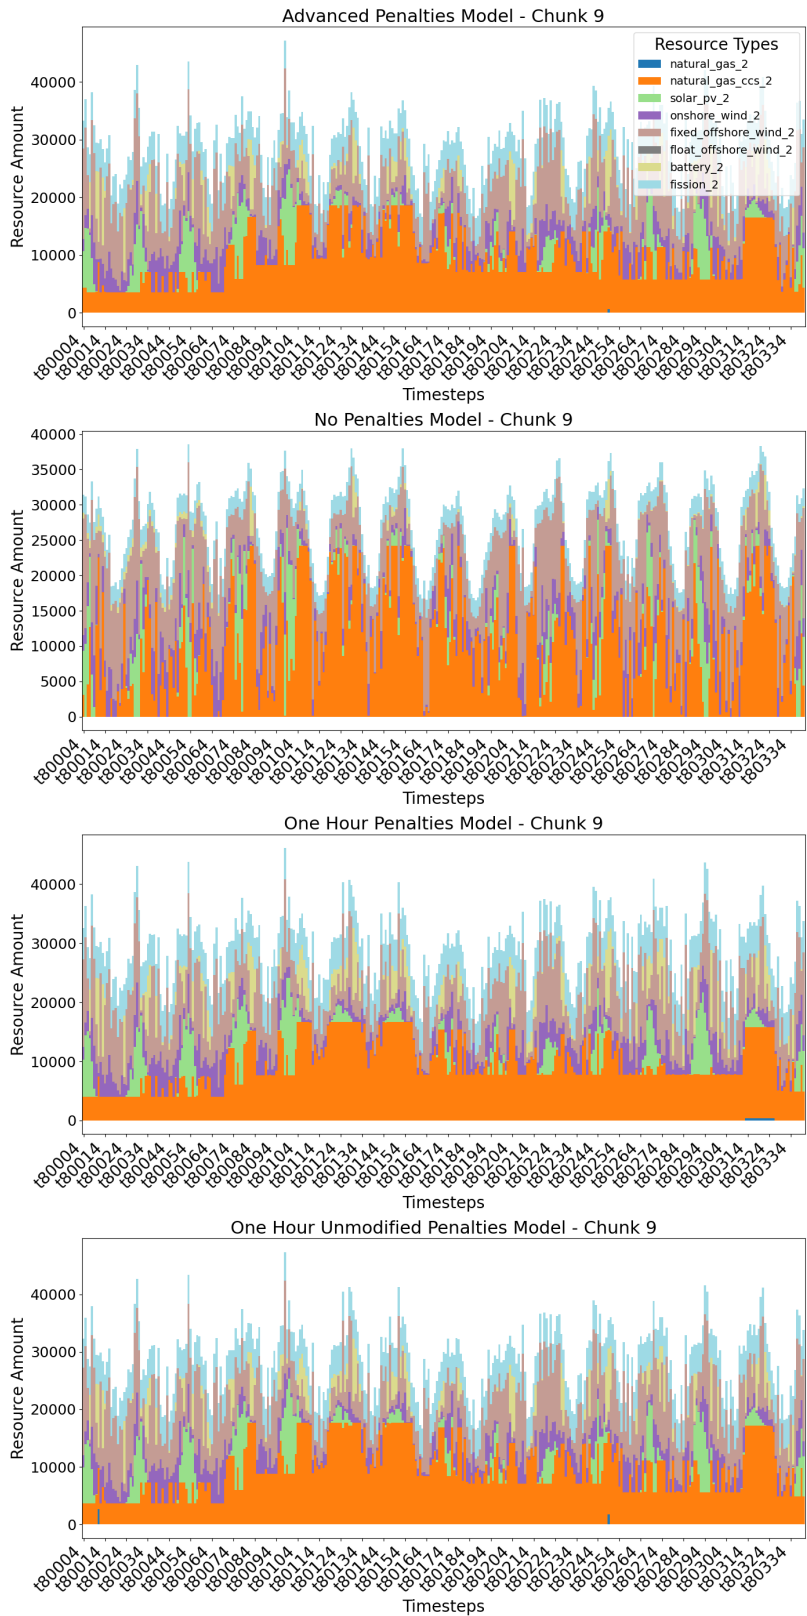 Advanced Penalties Model - Chunk 9
Resource Types
natural_gas_2
natural_gas_ccs_2
solar_pv_2
onshore_wind_2
fixed_offshore_wind_2
float_offshore_wind_2
battery_2
fission_2
Resource Amount
40000
30000
20000
10000
0
t80004 t80014 t80024 t80034 t80044 t80054 t80064 t80074 t80084 t80094 t80104 t80114 t80124 t80134 t80144 t80154 t80164 t80174 t80184 t80194 t80204 t80214 t80224 t80234 t80244 t80254 t80264 t80274 t80284 t80294 t80304 t80314 t80324 t80334
Timesteps
No Penalties Model - Chunk 9
Resource Amount
40000
35000
30000
25000
20000
15000
10000
5000
0
t80004 t80014 t80024 t80034 t80044 t80054 t80064 t80074 t80084 t80094 t80104 t80114 t80124 t80134 t80144 t80154 t80164 t80174 t80184 t80194 t80204 t80214 t80224 t80234 t80244 t80254 t80264 t80274 t80284 t80294 t80304 t80314 t80324 t80334
Timesteps
One Hour Penalties Model - Chunk 9
Resource Amount
40000
30000
20000
10000
0
t80004 t80014 t80024 t80034 t80044 t80054 t80064 t80074 t80084 t80094 t80104 t80114 t80124 t80134 t80144 t80154 t80164 t80174 t80184 t80194 t80204 t80214 t80224 t80234 t80244 t80254 t80264 t80274 t80284 t80294 t80304 t80314 t80324 t80334
Timesteps
One Hour Unmodified Penalties Model - Chunk 9
Resource Amount
40000
30000
20000
10000
0
t80004 t80014 t80024 t80034 t80044 t80054 t80064 t80074 t80084 t80094 t80104 t80114 t80124 t80134 t80144 t80154 t80164 t80174 t80184 t80194 t80204 t80214 t80224 t80234 t80244 t80254 t80264 t80274 t80284 t80294 t80304 t80314 t80324 t80334
Timesteps